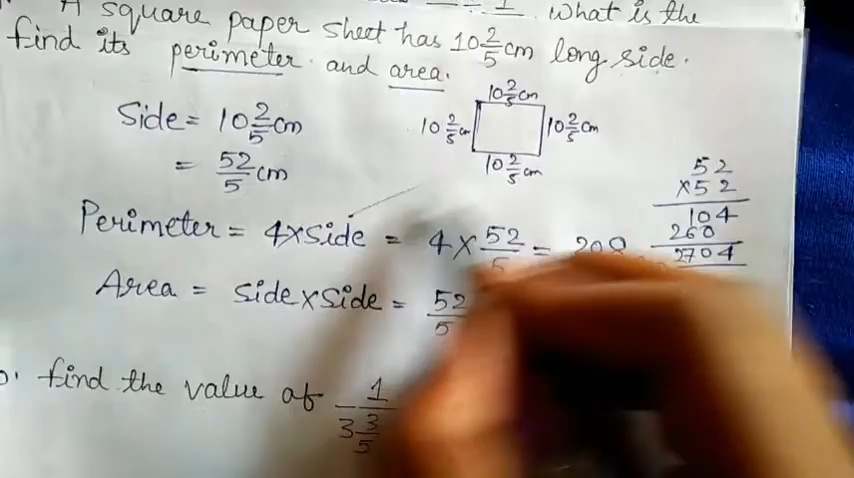 A square paper sheet has 10 2/5 cm long side. What is the
find its perimeter and area.
10 2/5 cm
Side = 10 2/5 cm
10 2/5 cm 10 2/5 cm
10 2/5 cm
= 52/5 cm
52
×52
104
260
2704
Perimeter = 4×side = 4 × 52/5 = 208
Area = side×side = 52/5
find the value of 1/(3 3/5)